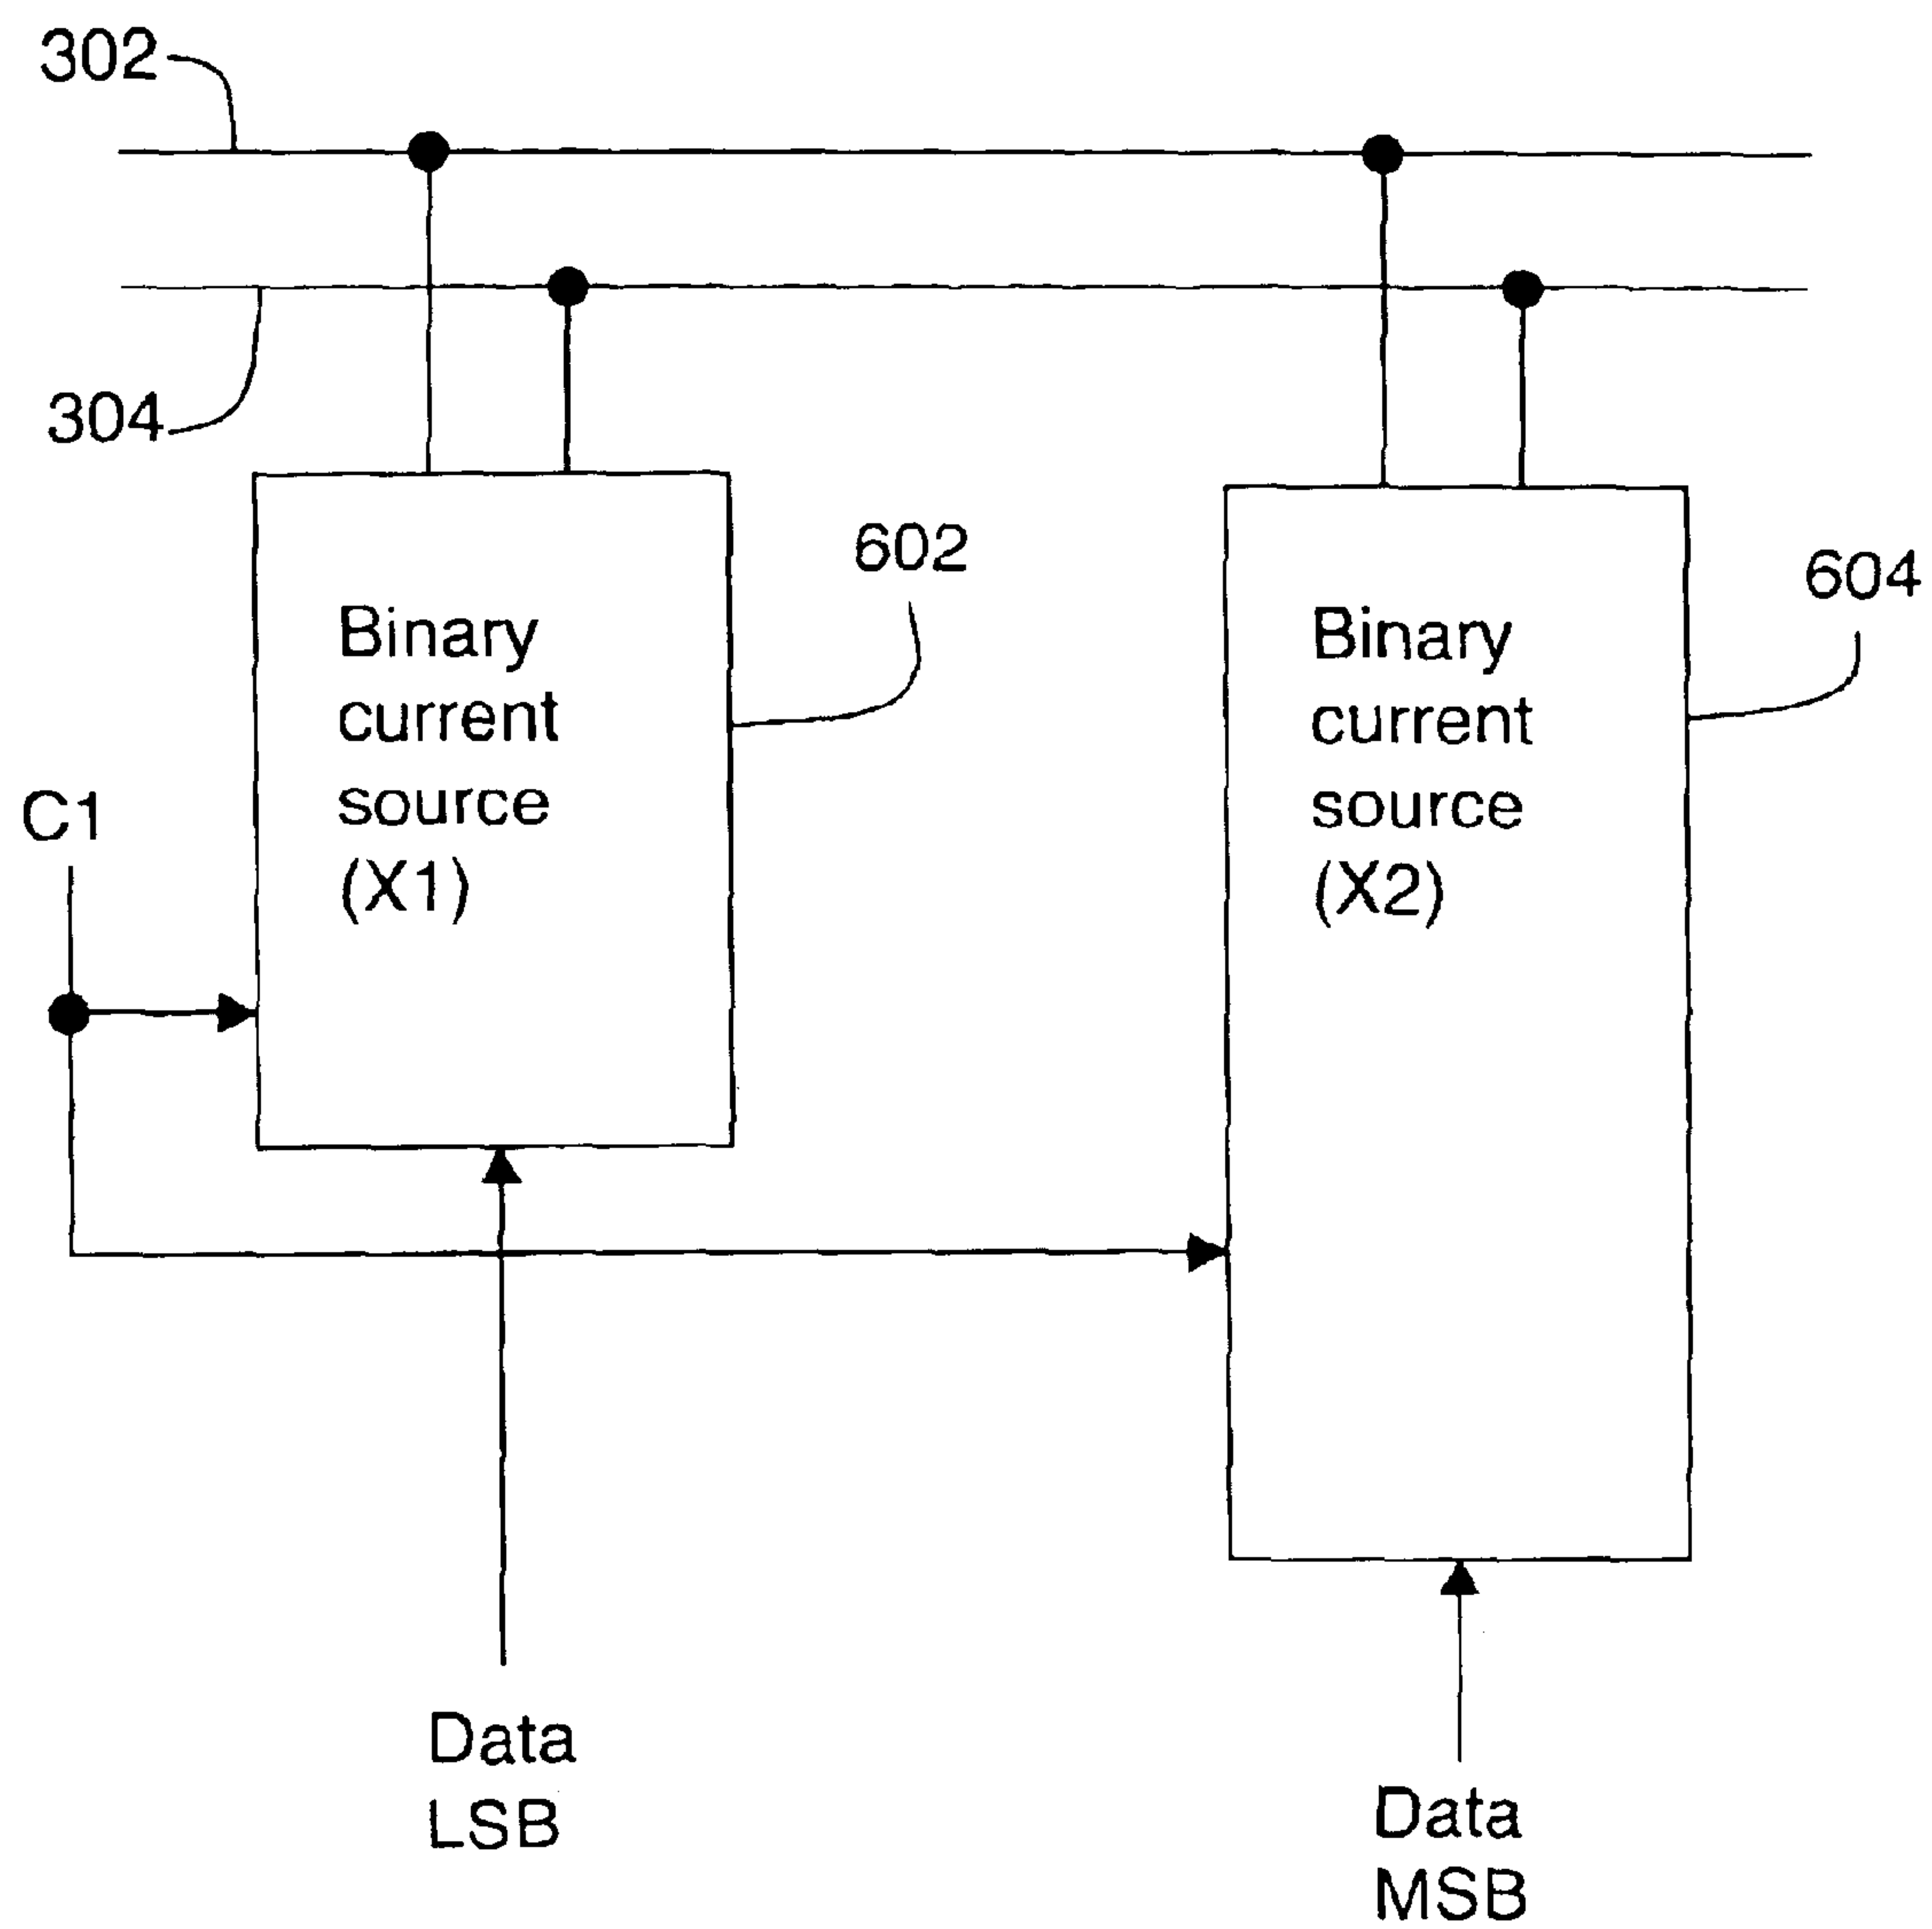 302
304
602
604
Binary
current
source
(X1)
Binary
current
source
(X2)
C1
Data
LSB
Data
MSB